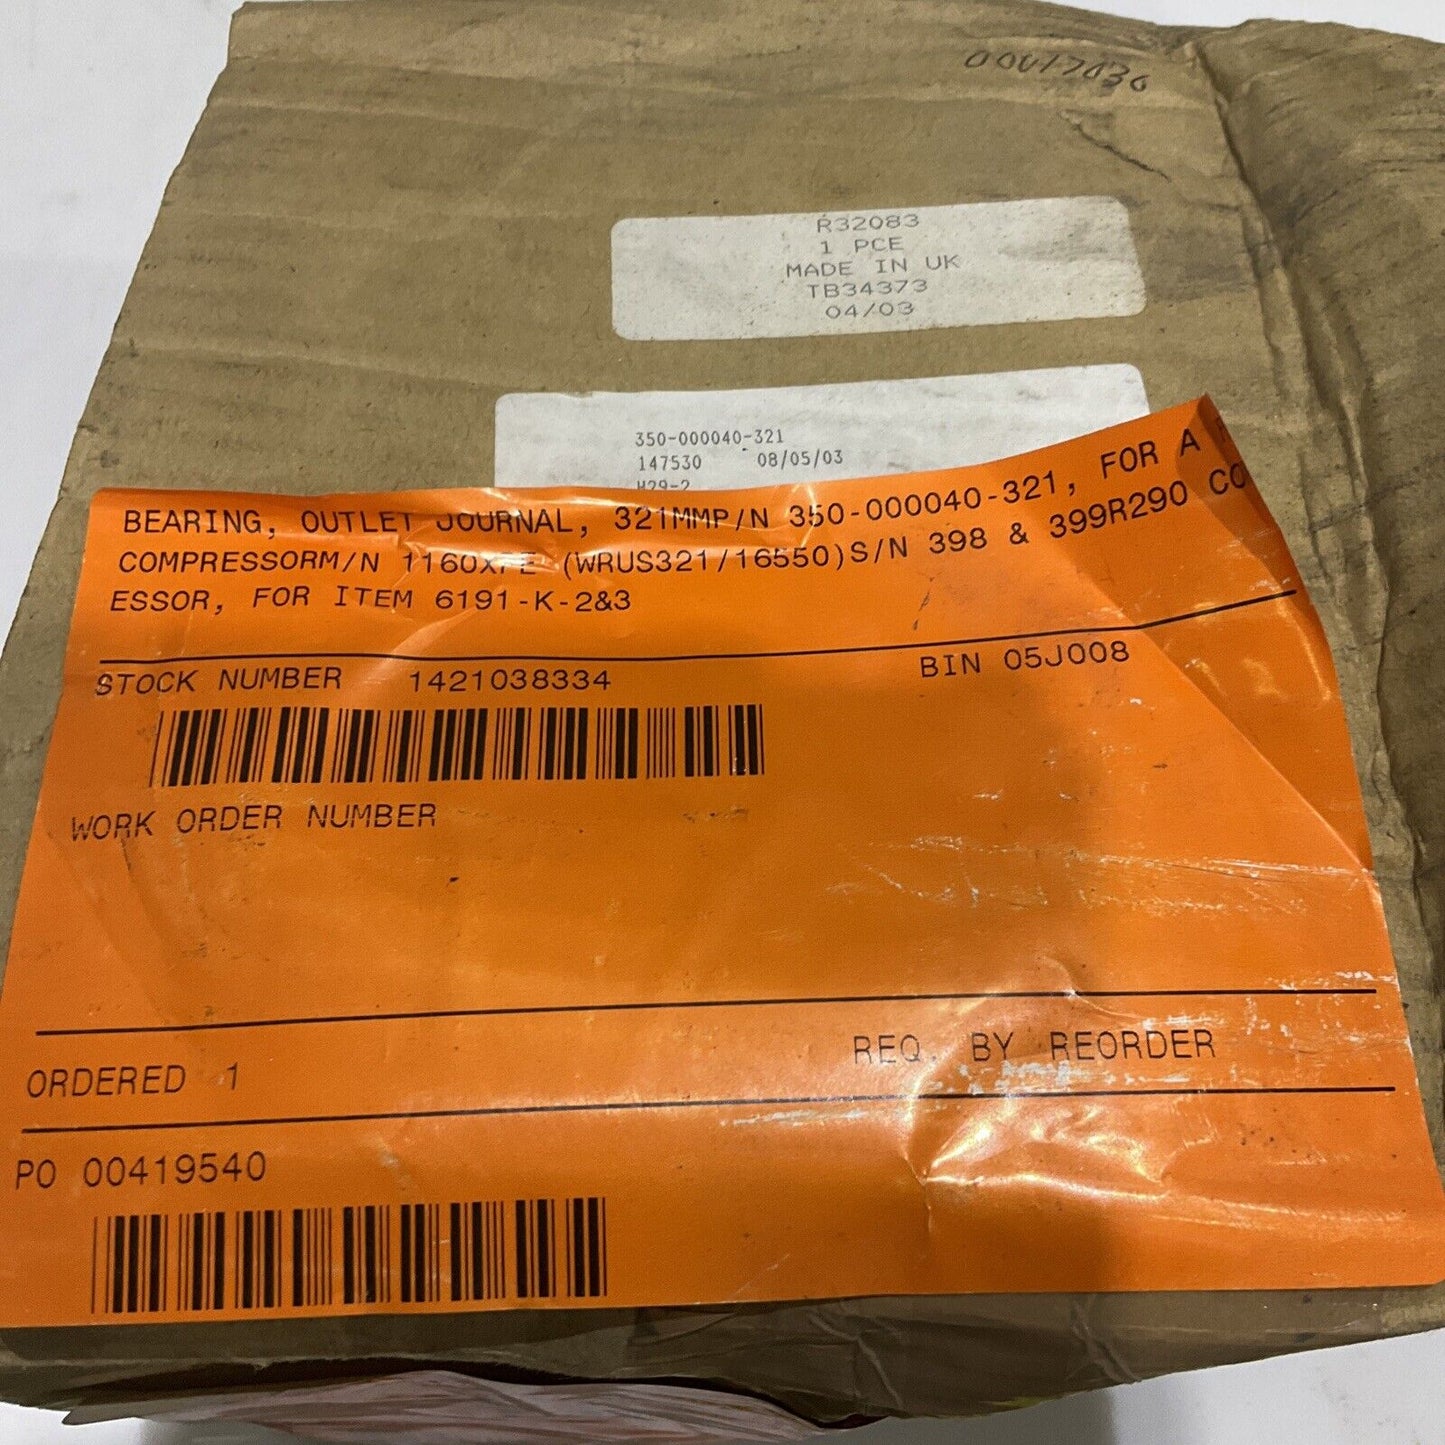 R32083
1 PCE
MADE IN UK
TB34373
04/03
350-000040-321
147530 08/05/03
H29-2
BEARING, OUTLET JOURNAL, 321MMP/N 350-000040-321, FOR A
COMPRESSORM/N (WRUS321/16550)S/N 398 & 399R290 CO
ESSOR, FOR ITEM 6191-K-2&3
STOCK NUMBER 1421038334 BIN 05J008
WORK ORDER NUMBER
ORDERED 1 REQ. BY REORDER
PO 00419540